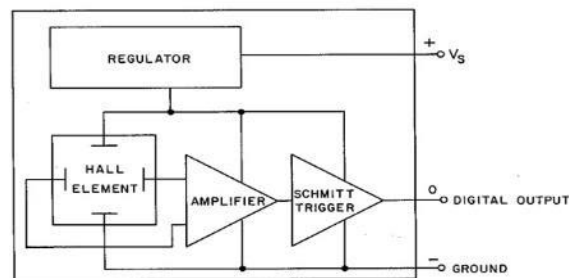 REGULATOR
+
Vs
HALL
ELEMENT
AMPLIFIER
SCHMITT
TRIGGER
O
DIGITAL OUTPUT
-
GROUND